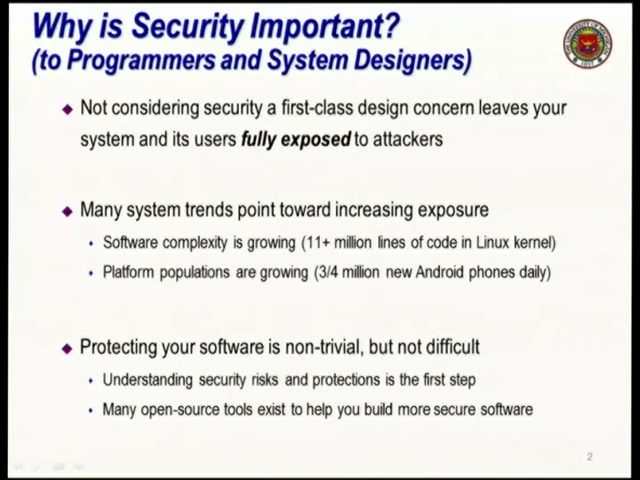 Why is Security Important?
(to Programmers and System Designers)
Not considering security a first-class design concern leaves your
system and its users fully exposed to attackers
Many system trends point toward increasing exposure
Software complexity is growing (11+ million lines of code in Linux kernel)
Platform populations are growing (3/4 million new Android phones daily)
Protecting your software is non-trivial, but not difficult
Understanding security risks and protections is the first step
Many open-source tools exist to help you build more secure software
2